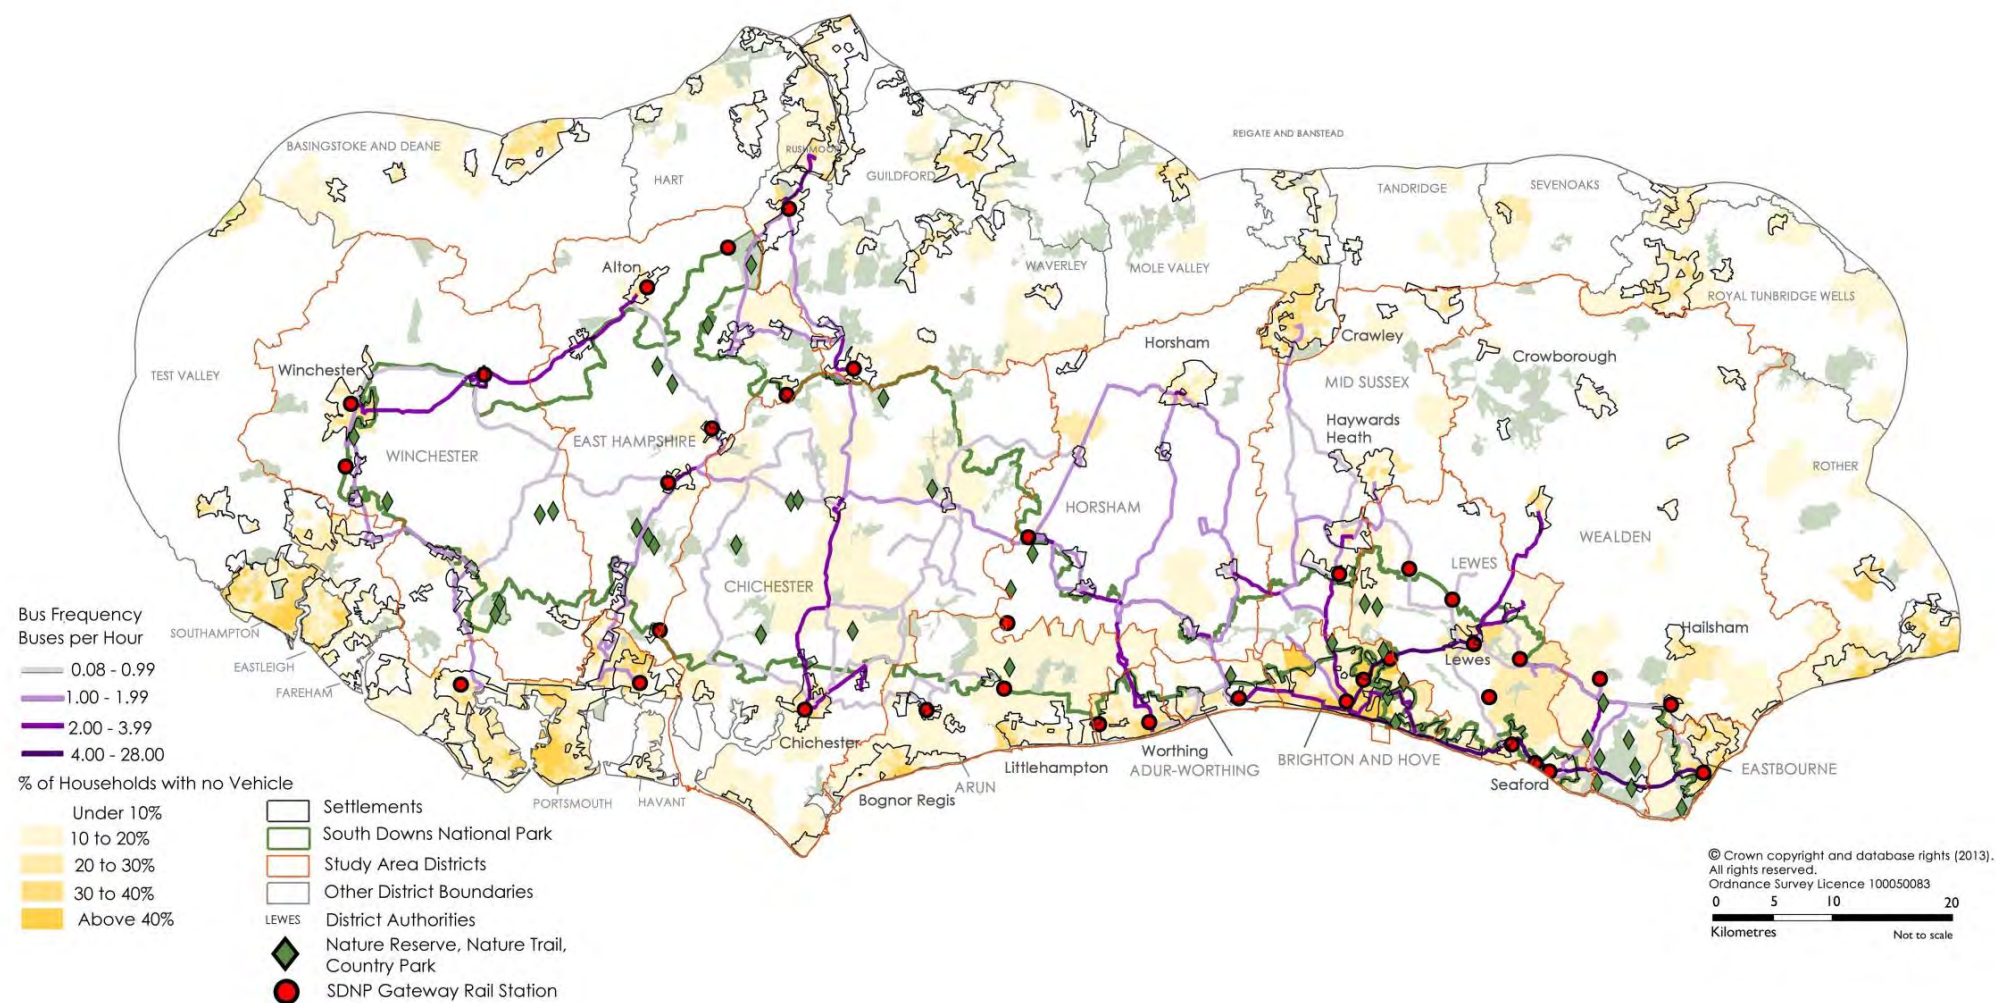 REIGATE AND BANSTEAD
BASINGSTOKE AND DEANE
RUSHMOOR
HART
GUILDFORD
TANDRIDGE
SEVENOAKS
Alton
WAVERLEY
MOLE VALLEY
ROYAL TUNBRIDGE WELLS
Horsham
Crawley
Crowborough
Winchester
TEST VALLEY
MID SUSSEX
Haywards
Heath
EAST HAMPSHIRE
WINCHESTER
ROTHER
HORSHAM
WEALDEN
LEWES
CHICHESTER
Hailsham
SOUTHAMPTON
EASTLEIGH
FAREHAM
Lewes
Chichester
Worthing
ADUR-WORTHING
BRIGHTON AND HOVE
Littlehampton
EASTBOURNE
Seaford
ARUN
Bognor Regis
PORTSMOUTH
HAVANT
Bus Frequency
Buses per Hour
0.08 - 0.99
1.00 - 1.99
2.00 - 3.99
4.00 - 28.00
% of Households with no Vehicle
Under 10%
10 to 20%
20 to 30%
30 to 40%
Above 40%
Settlements
South Downs National Park
Study Area Districts
Other District Boundaries
LEWES District Authorities
Nature Reserve, Nature Trail,
Country Park
SDNP Gateway Rail Station
© Crown copyright and database rights (2013).
All rights reserved.
Ordnance Survey Licence 100050083
0 5 10 20
Kilometres
Not to scale